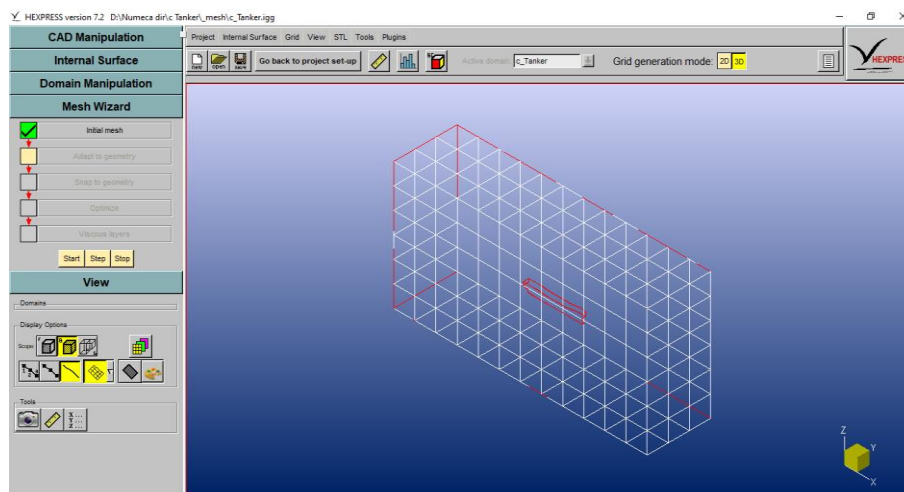 HEXPRESS version 7.2 D:\Numeca dir\c Tanker\_mesh\c_Tanker.igg
CAD Manipulation
Internal Surface
Domain Manipulation
Mesh Wizard
Initial mesh
Adapt to geometry
Snap to geometry
Optimize
Viscous layers
Start Step Stop
View
Domains
Display Options
Scope
Tools
Project Internal Surface Grid View STL Tools Plugins
new open save Go back to project set-up Active domain: c_Tanker Grid generation mode: 2D 3D
HEXPRE
Z
Y
X